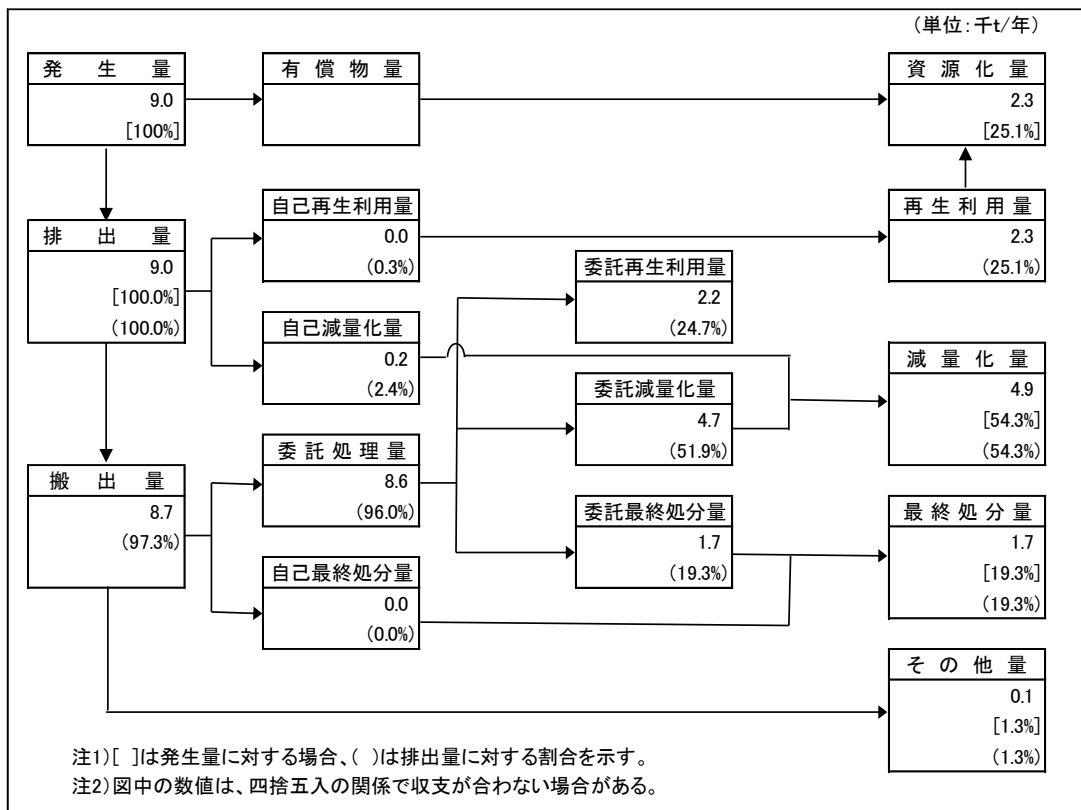 （単位：千t/年）
発生量
9.0
[100%]
有償物量
資源化量
2.3
[25.1%]
排出量
9.0
[100.0%]
(100.0%)
自己再生利用量
0.0
(0.3%)
再生利用量
2.3
(25.1%)
委託再生利用量
2.2
(24.7%)
自己減量化量
0.2
(2.4%)
委託減量化量
4.7
(51.9%)
減量化量
4.9
[54.3%]
(54.3%)
搬出量
8.7
(97.3%)
委託処理量
8.6
(96.0%)
委託最終処分量
1.7
(19.3%)
最終処分量
1.7
[19.3%]
(19.3%)
自己最終処分量
0.0
(0.0%)
その他量
0.1
[1.3%]
(1.3%)
注1)[ ]は発生量に対する場合、( )は排出量に対する割合を示す。
注2)図中の数値は、四捨五入の関係で収支が合わない場合がある。